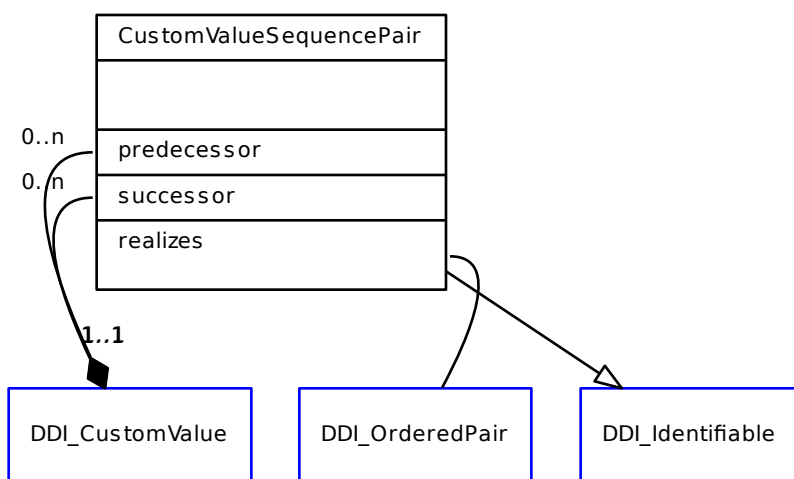 CustomValueSequencePair
0..n
predecessor
0..n
successor
realizes
1..1
DDI_CustomValue
DDI_OrderedPair
DDI_Identifiable